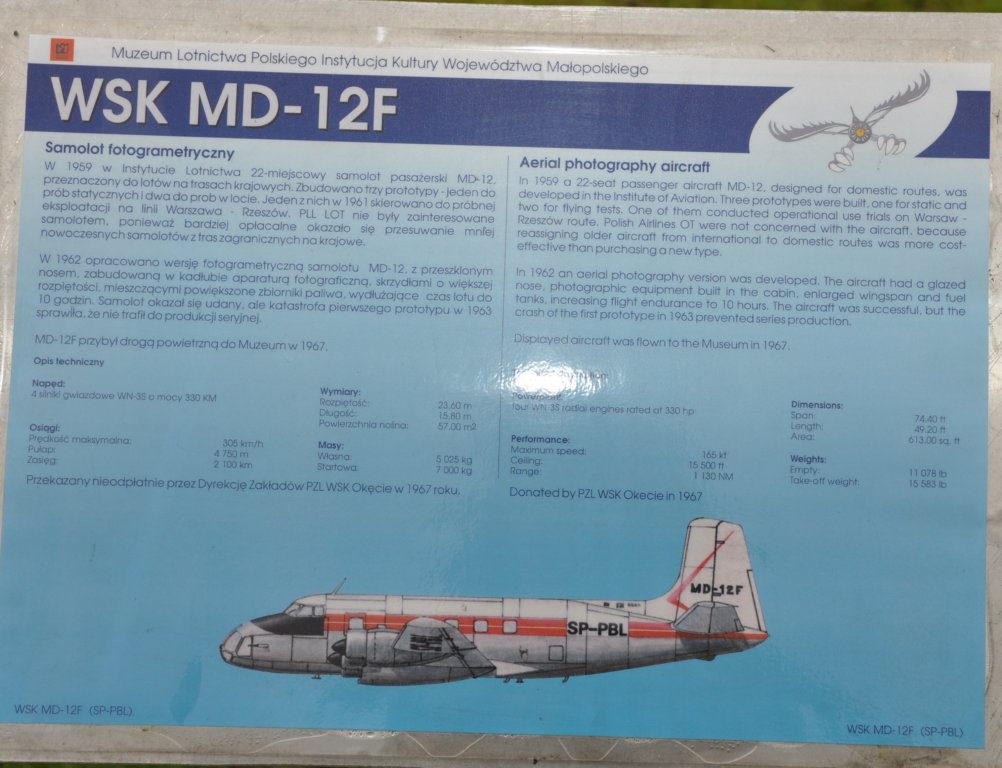 Muzeum Lotnictwa Polskiego Instytucja Kultury Województwa Małopolskiego
WSK MD-12F
Samolot fotogrametryczny
W 1959 w Instytucie Lotnictwa 22-miejscowy samolot pasażerski MD-12,
przeznaczony do lotów na trasach krajowych. Zbudowano trzy prototypy - jeden do
prób statycznych i dwa do prob w locie. Jeden z nich w 1961 skierowano do próbnej
eksploatacji na linii Warszawa - Rzeszów. PLL LOT nie były zainteresowane
samolotem, ponieważ bardziej opłacalne okazało się przesuwanie mniej
nowoczesnych samolotów z tras zagranicznych na krajowe.
W 1962 opracowano wersję fotogrametryczną samolotu MD-12, z przeszklonym
nosem, zabudowaną w kadłubie aparaturą fotograficzną, skrzydłami o większej
rozpiętości, mieszczącymi powiększone zbiorniki paliwa, wydłużające czas lotu do
10 godzin. Samolot okazał się udany, ale katastrofa pierwszego prototypu w 1963
sprawiła, że nie trafił do produkcji seryjnej.
MD-12F przybył drogą powietrzną do Muzeum w 1967.
Opis techniczny
Napęd:
4 silniki gwiazdowe WN-3S o mocy 330 KM
Osiągi:
Prędkość maksymalna: 305 km/h
Pułap: 4 750 m
Zasięg: 2 100 km
Wymiary:
Rozpiętość: 23,60 m
Długość: 15,80 m
Powierzchnia nośna: 57,00 m2
Masy:
Własna: 5 025 kg
Startowa: 7 000 kg
Przekazany nieodpłatnie przez Dyrekcję Zakładów PZL WSK Okęcie w 1967 roku.
Aerial photography aircraft
In 1959 a 22-seat passenger aircraft MD-12, designed for domestic routes, was
developed in the Institute of Aviation. Three prototypes were built, one for static and
two for flying tests. One of them conducted operational use trials on Warsaw -
Rzeszów route. Polish Airlines OT were not concerned with the aircraft, because
reassigning older aircraft from international to domestic routes was more cost-
effective than purchasing a new type.
In 1962 an aerial photography version was developed. The aircraft had a glazed
nose, photographic equipment built in the cabin, enlarged wingspan and fuel
tanks, increasing flight endurance to 10 hours. The aircraft was successful, but the
crash of the first prototype in 1963 prevented series production.
Displayed aircraft was flown to the Museum in 1967.
Powerplant:
four WN-3S radial engines rated at 330 hp
Performance:
Maximum speed: 165 kt
Ceiling: 15 500 ft
Range: 1 130 NM
Dimensions:
Span: 74.40 ft
Length: 49.20 ft
Area: 613.00 sq. ft
Weights:
Empty: 11 078 lb
Take-off weight: 15 583 lb
Donated by PZL WSK Okecie in 1967
MD-12F
SP-PBL
WSK MD-12F (SP-PBL)
WSK MD-12F (SP-PBL)